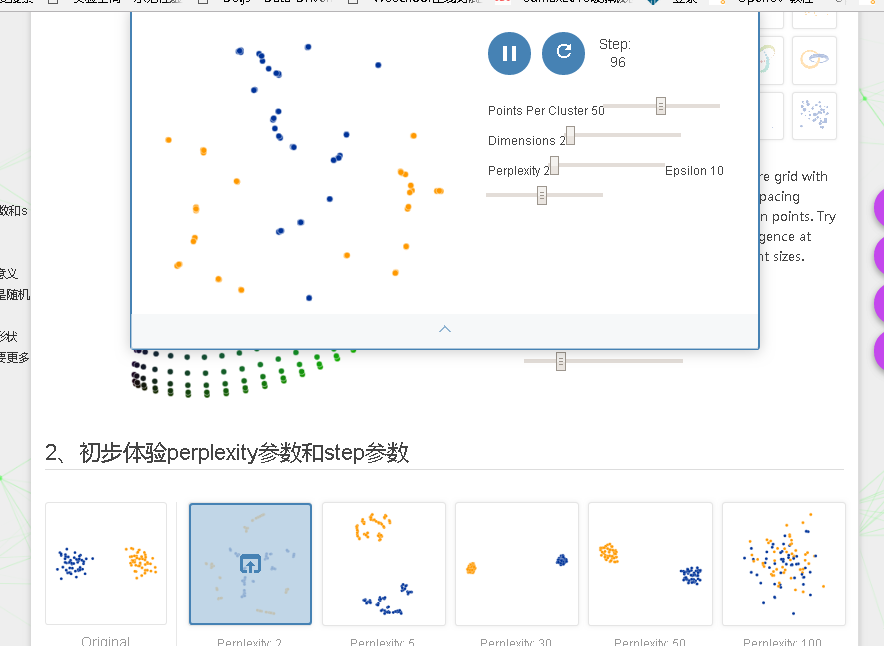 Step:
96
Points Per Cluster 50
Dimensions 2
Perplexity 2
Epsilon 10
re grid with
pacing
n points. Try
gence at
nt sizes.
数和s
意义
是随机
形状
要更多
2、初步体验perplexity参数和step参数
Original
Perplexity: 2
Perplexity: 5
Perplexity: 30
Perplexity: 50
Perplexity: 100